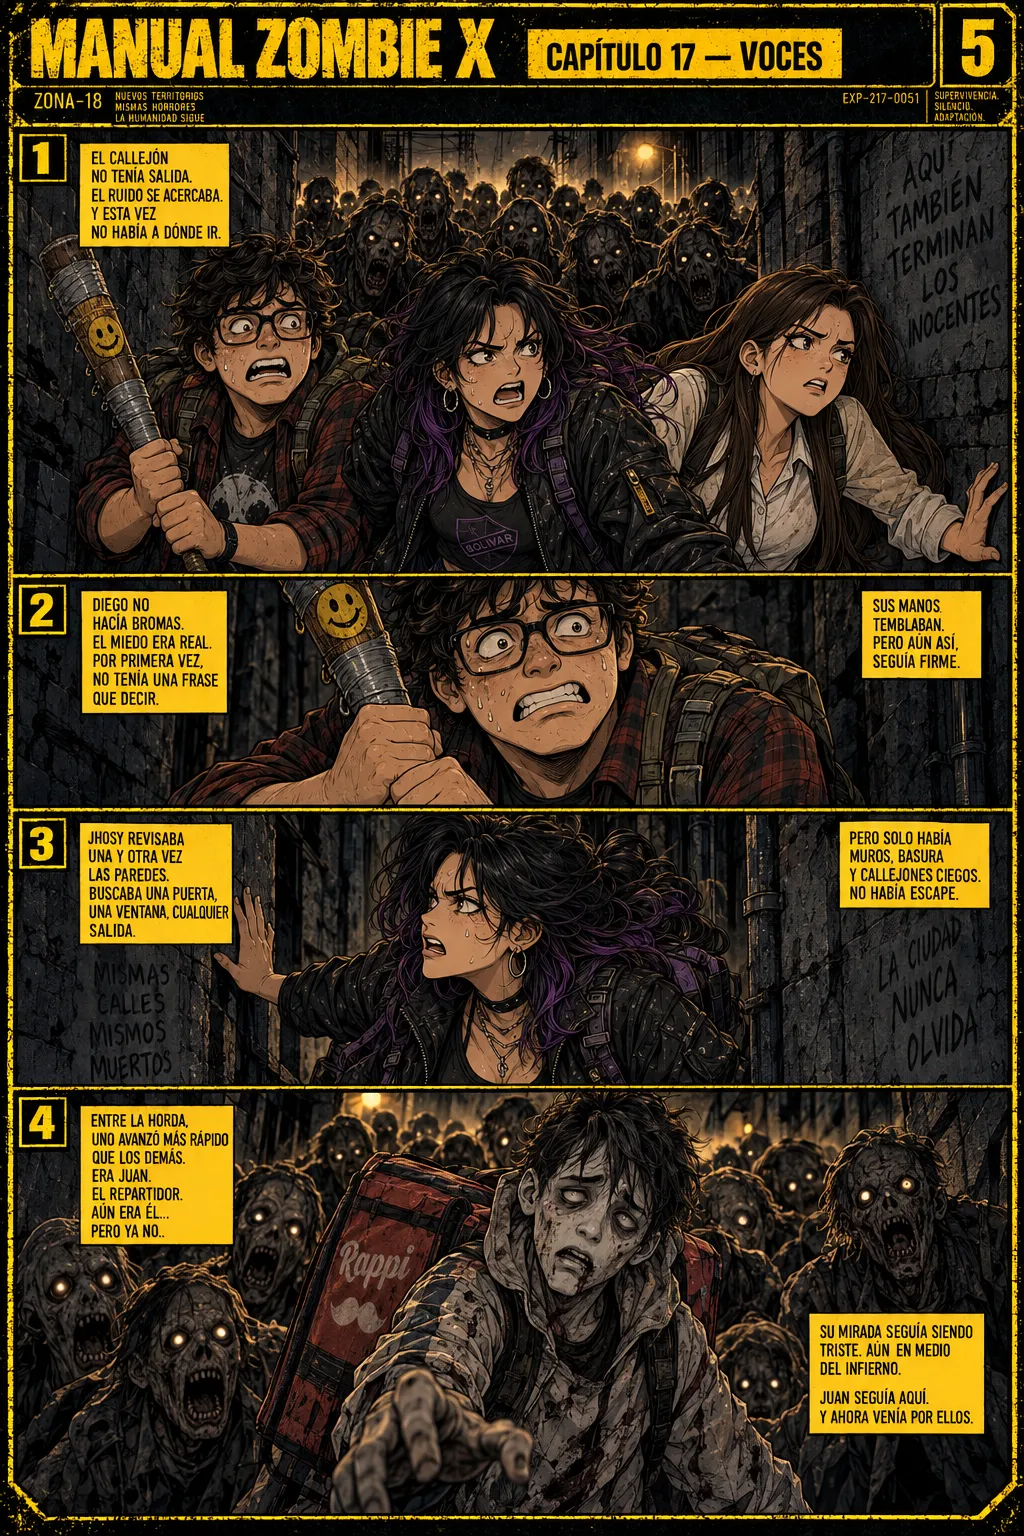 MANUAL ZOMBIE X
CAPÍTULO 17 — VOCES
5
ZONA-18
NUEVOS TERRITORIOS
MISMAS HORRORES
LA HUMANIDAD SIGUE
EXP-217-0051
SUPERVIVENCIA.
SILENCIO.
ADAPTACIÓN.
1
EL CALLEJÓN
NO TENÍA SALIDA.
EL RUIDO SE ACERCABA.
Y ESTA VEZ
NO HABÍA A DÓNDE IR.
AQUÍ
TAMBIÉN
TERMINAN
LOS
INOCENTES
BOLIVAR
2
DIEGO NO
HACÍA BROMAS.
EL MIEDO ERA REAL.
POR PRIMERA VEZ,
NO TENÍA UNA FRASE
QUE DECIR.
SUS MANOS
TEMBLABAN.
PERO AÚN ASÍ,
SEGUÍA FIRME.
3
JHOSY REVISABA
UNA Y OTRA VEZ
LAS PAREDES.
BUSCABA UNA PUERTA,
UNA VENTANA, CUALQUIER
SALIDA.
PERO SOLO HABÍA
MUROS, BASURA
Y CALLEJONES CIEGOS.
NO HABÍA ESCAPE.
MISMAS
CALLES
MISMOS
MUERTOS
LA CIUDAD
NUNCA
OLVIDA
4
ENTRE LA HORDA,
UNO AVANZÓ MÁS RÁPIDO
QUE LOS DEMÁS.
ERA JUAN.
EL REPARTIDOR.
AÚN ERA ÉL...
PERO YA NO..
Rappi
SU MIRADA SEGUÍA SIENDO
TRISTE. AÚN EN MEDIO
DEL INFIERNO.
JUAN SEGUÍA AQUÍ.
Y AHORA VENÍA POR ELLOS.